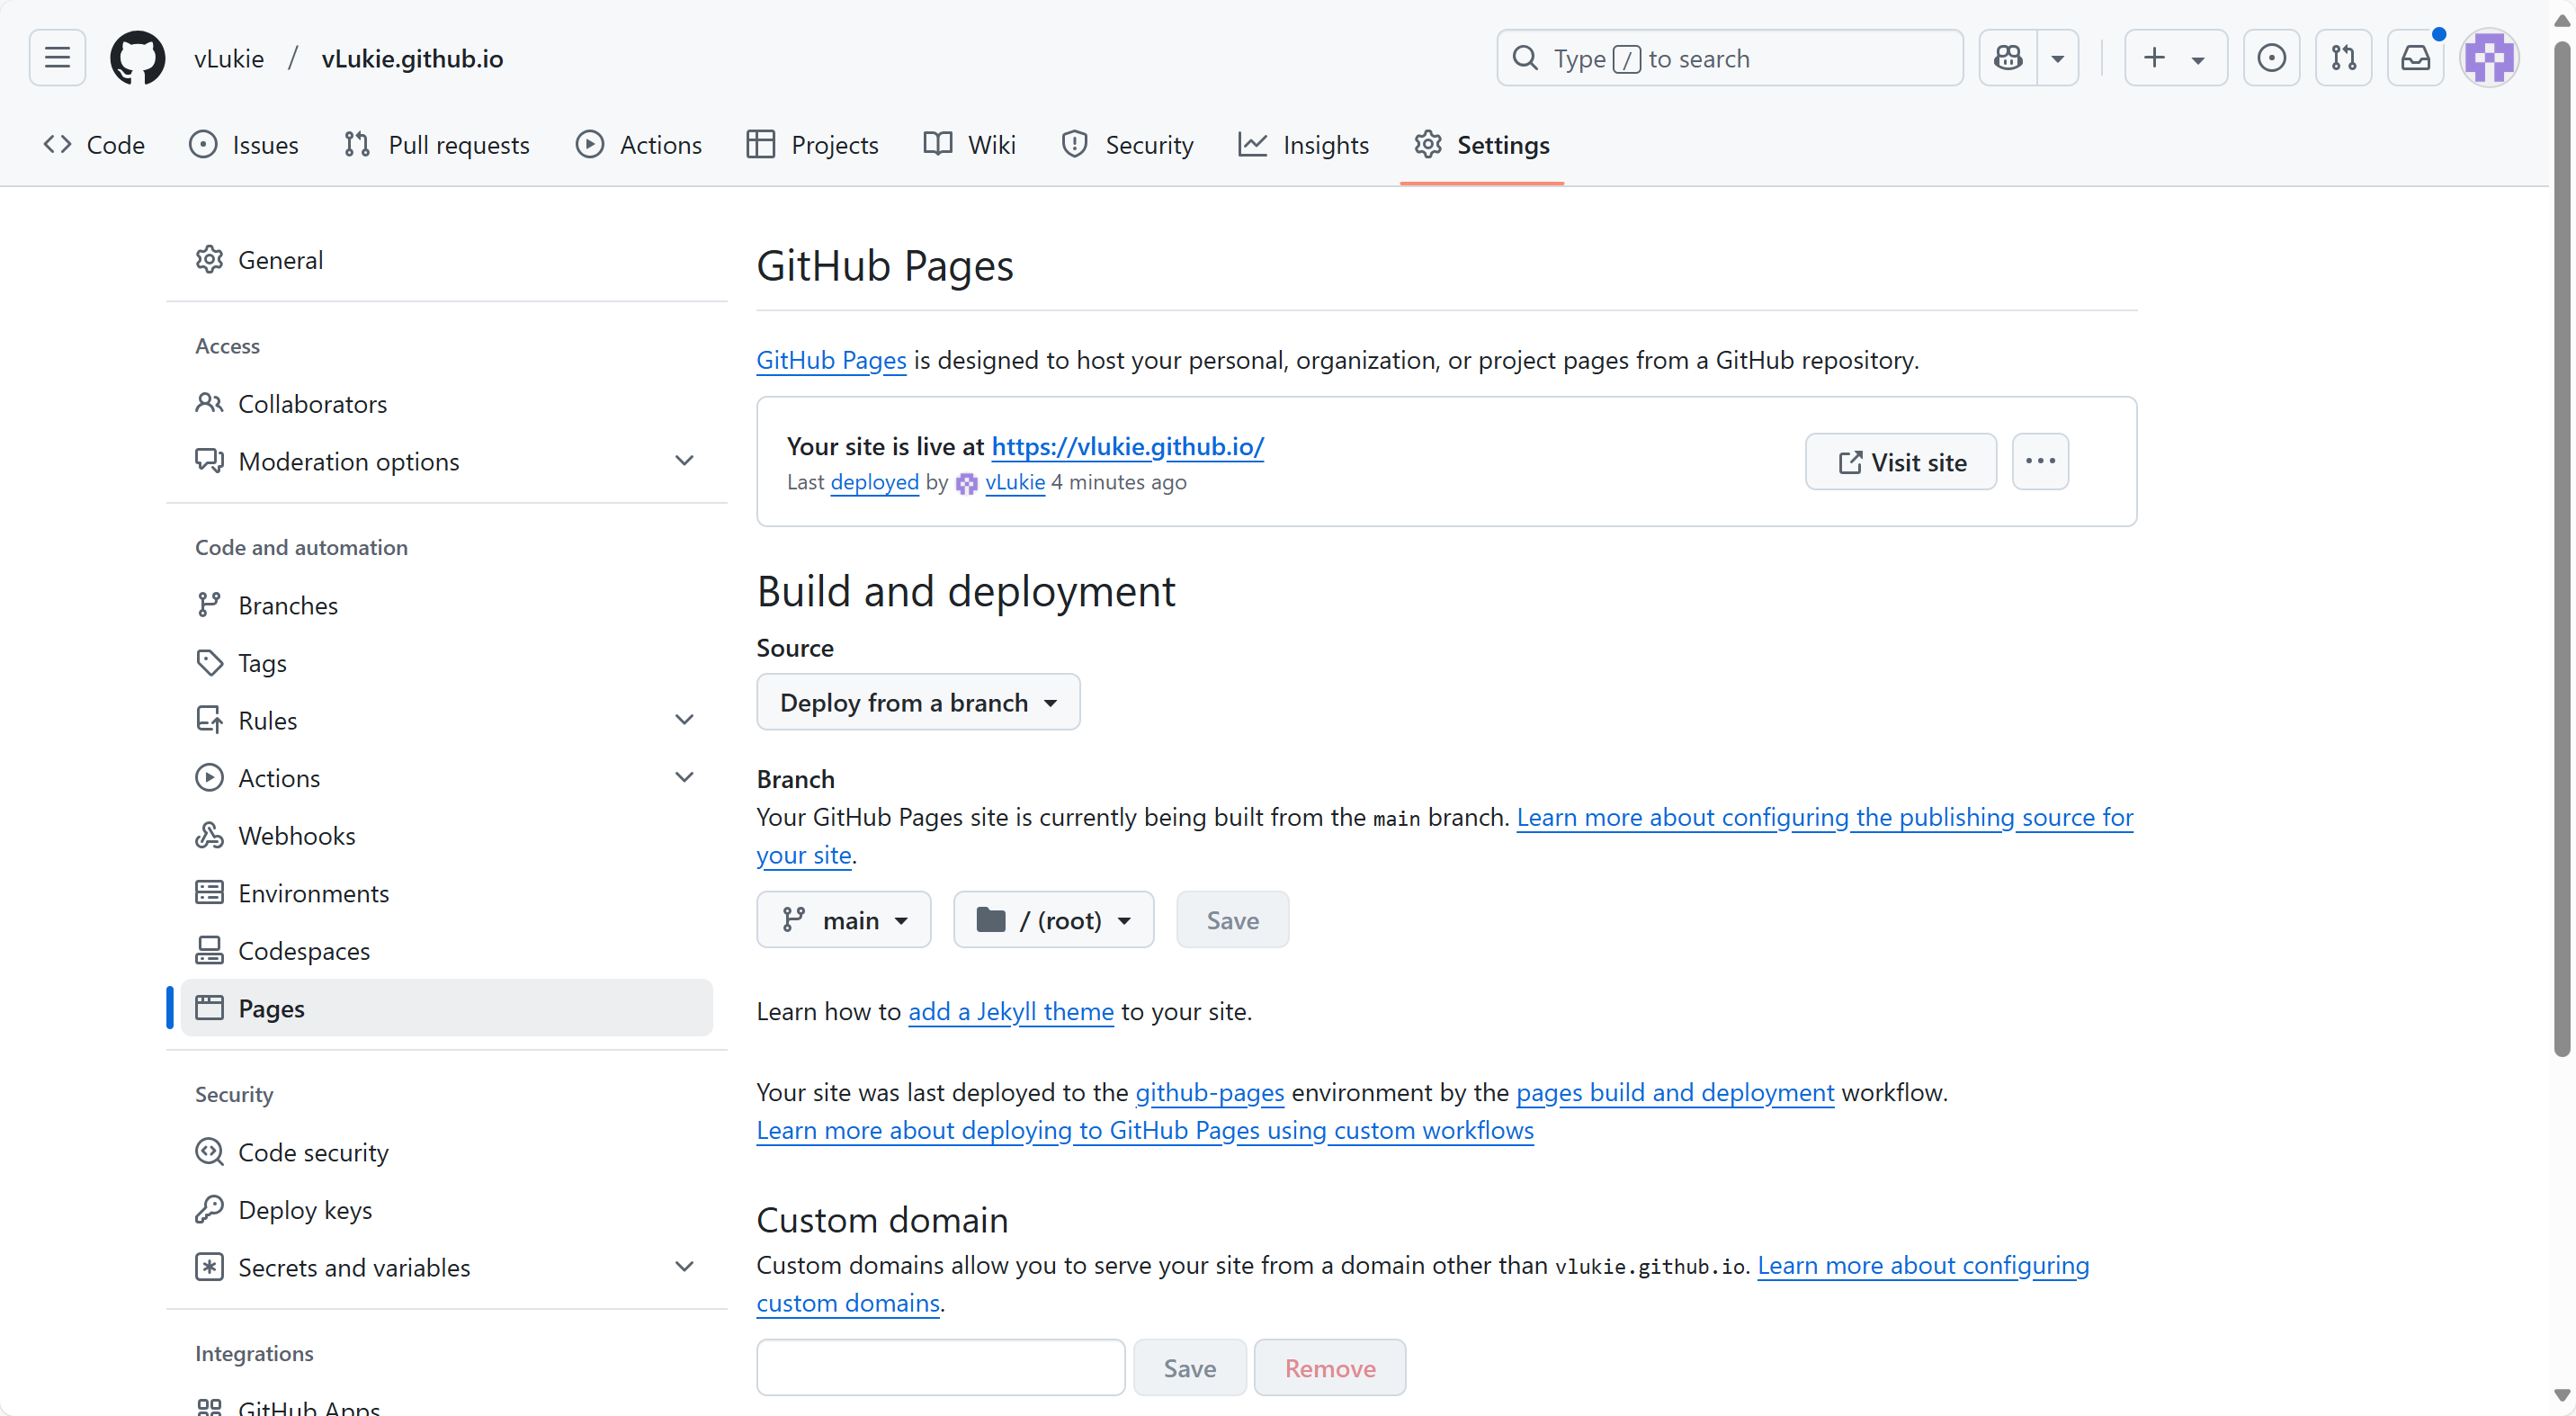 vLukie / vLukie.github.io
Type / to search
Code Issues Pull requests Actions Projects Wiki Security Insights Settings
General
Access
Collaborators
Moderation options
Code and automation
Branches
Tags
Rules
Actions
Webhooks
Environments
Codespaces
Pages
Security
Code security
Deploy keys
Secrets and variables
Integrations
GitHub Apps
GitHub Pages
GitHub Pages is designed to host your personal, organization, or project pages from a GitHub repository.
Your site is live at https://vlukie.github.io/
Last deployed by vLukie 4 minutes ago
Visit site
Build and deployment
Source
Deploy from a branch
Branch
Your GitHub Pages site is currently being built from the main branch. Learn more about configuring the publishing source for
your site.
main / (root) Save
Learn how to add a Jekyll theme to your site.
Your site was last deployed to the github-pages environment by the pages build and deployment workflow.
Learn more about deploying to GitHub Pages using custom workflows
Custom domain
Custom domains allow you to serve your site from a domain other than vlukie.github.io. Learn more about configuring
custom domains.
Save Remove